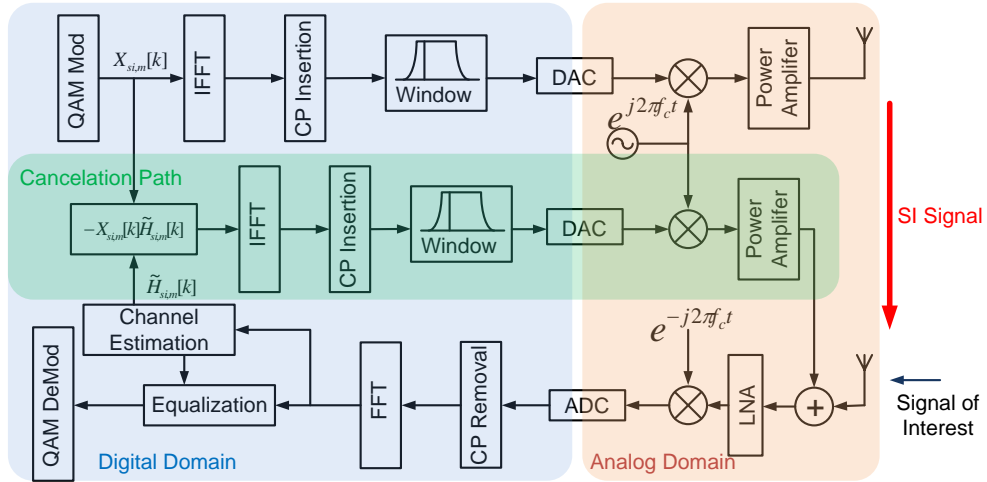 QAM Mod
X_{si,m}[k]
IFFT
CP Insertion
Window
DAC
e^{j2πf_c t}
Power
Amplifer
Cancelation Path
-X_{si,m}[k]H̃_{si,m}[k]
IFFT
CP Insertion
Window
DAC
Power
Amplifer
SI Signal
H̃_{si,m}[k]
Channel
Estimation
QAM DeMod
Equalization
FFT
CP Removal
ADC
e^{-j2πf_c t}
LNA
+
Signal of
Interest
Digital Domain
Analog Domain